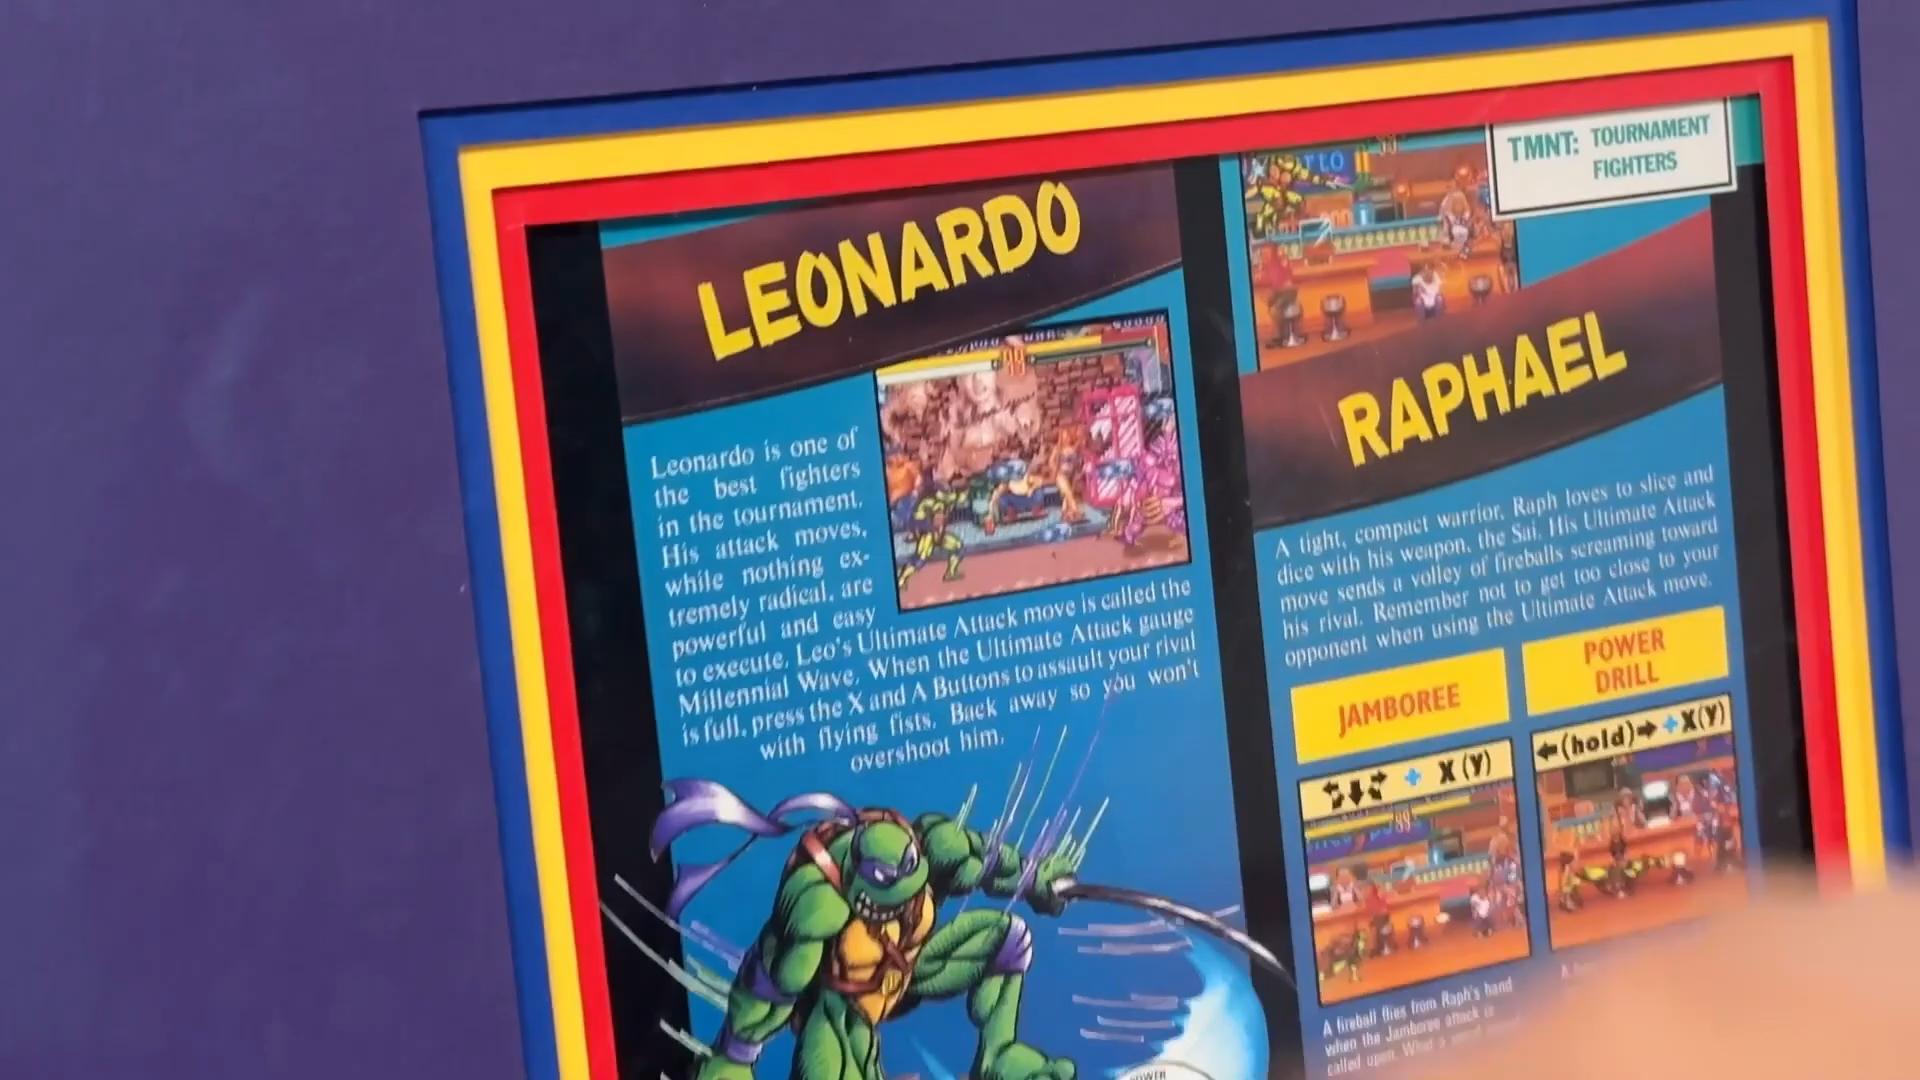 TMNT: TOURNAMENT
FIGHTERS
LEONARDO
Leonardo is one of
the best fighters
in the tournament.
His attack moves,
while nothing ex-
tremely radical, are
powerful and easy
to execute. Leo's Ultimate Attack move is called the
Millennial Wave. When the Ultimate Attack gauge
is full, press the X and A Buttons to assault your rival
with flying fists. Back away so you won't
overshoot him.
POWER
RAPHAEL
A tight, compact warrior, Raph loves to slice and
dice with his weapon, the Sai. His Ultimate Attack
move sends a volley of fireballs screaming toward
his rival. Remember not to get too close to your
opponent when using the Ultimate Attack move.
JAMBOREE
+ X (Y)
99
A fireball flies from Raph's hand
when the Jamboree attack is
called upon. What a
POWER
DRILL
←(hold)→ + X(Y)